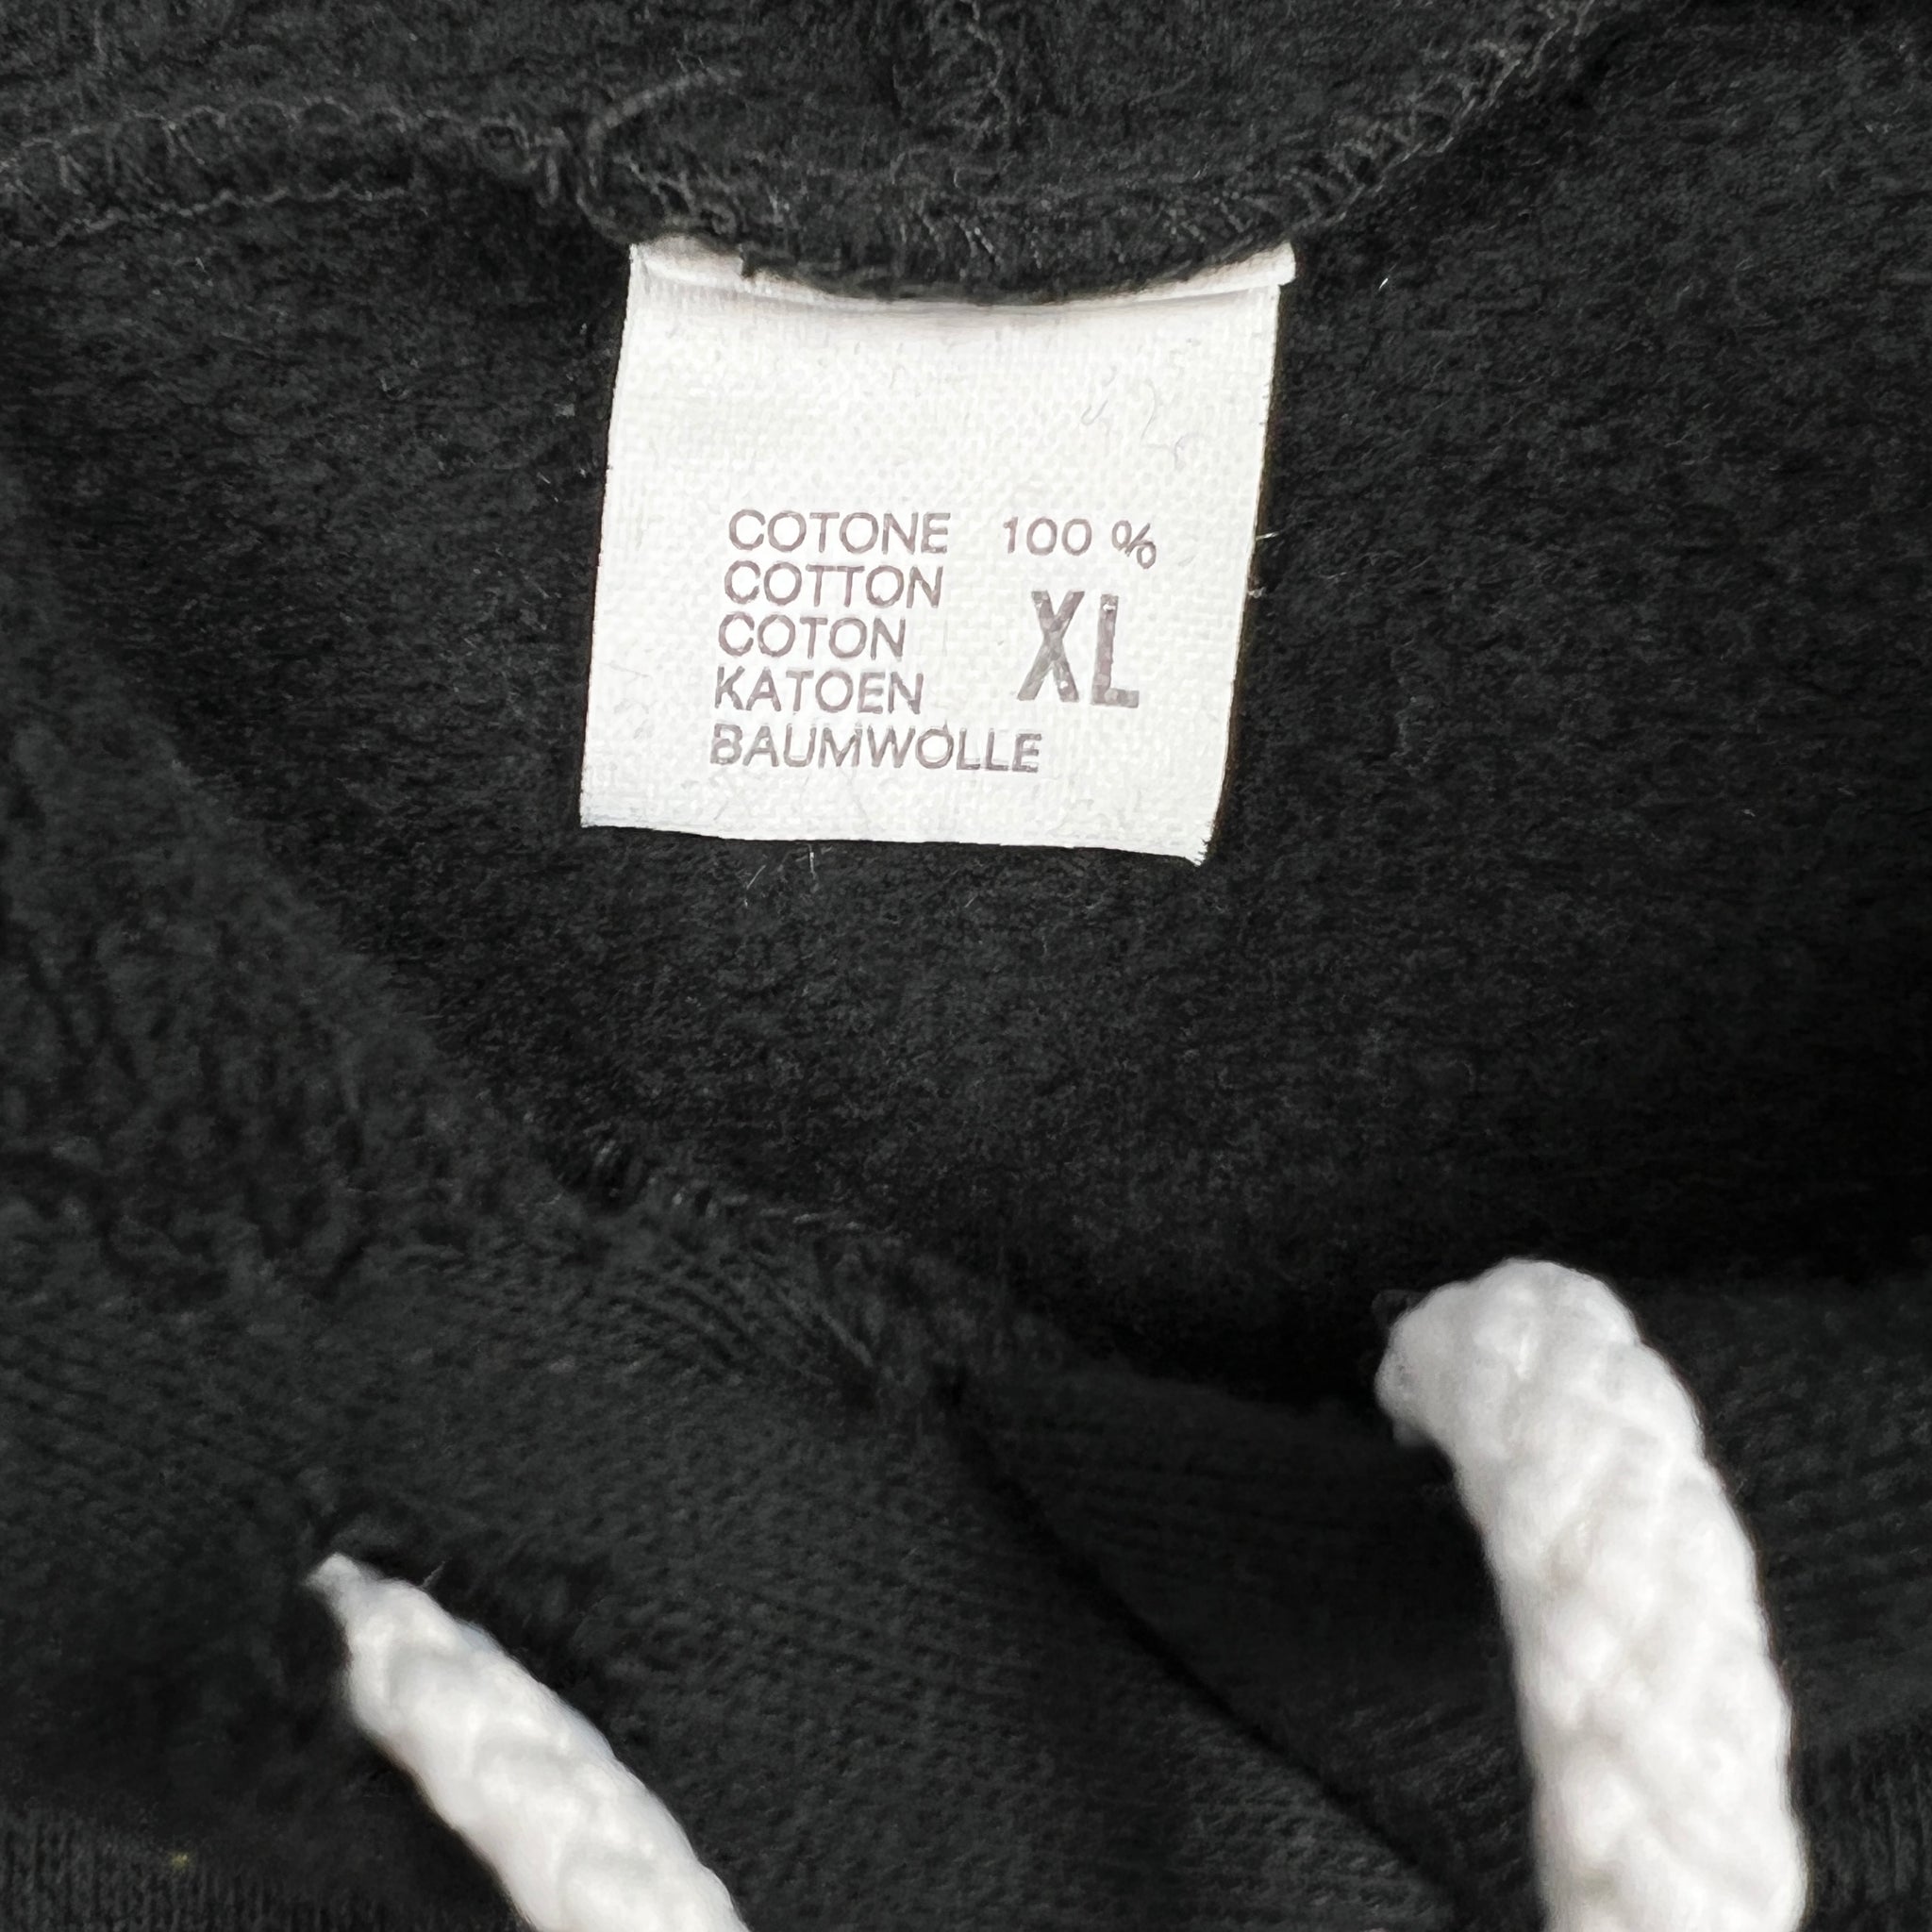 COTONE 100 %
COTTON
COTON XL
KATOEN
BAUMWOLLE